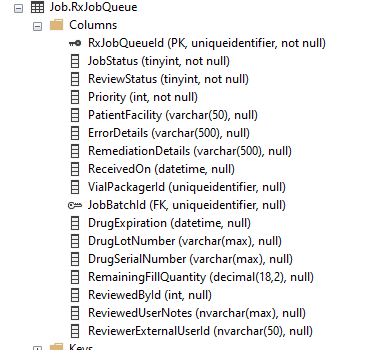 Job.RxJobQueue
Columns
RxJobQueueId (PK, uniqueidentifier, not null)
JobStatus (tinyint, not null)
ReviewStatus (tinyint, not null)
Priority (int, not null)
PatientFacility (varchar(50), null)
ErrorDetails (varchar(500), null)
RemediationDetails (varchar(500), null)
ReceivedOn (datetime, null)
VialPackagerId (uniqueidentifier, null)
JobBatchId (FK, uniqueidentifier, null)
DrugExpiration (datetime, null)
DrugLotNumber (varchar(max), null)
DrugSerialNumber (varchar(max), null)
RemainingFillQuantity (decimal(18,2), null)
ReviewedById (int, null)
ReviewedUserNotes (nvarchar(max), null)
ReviewerExternalUserId (nvarchar(50), null)
Keys